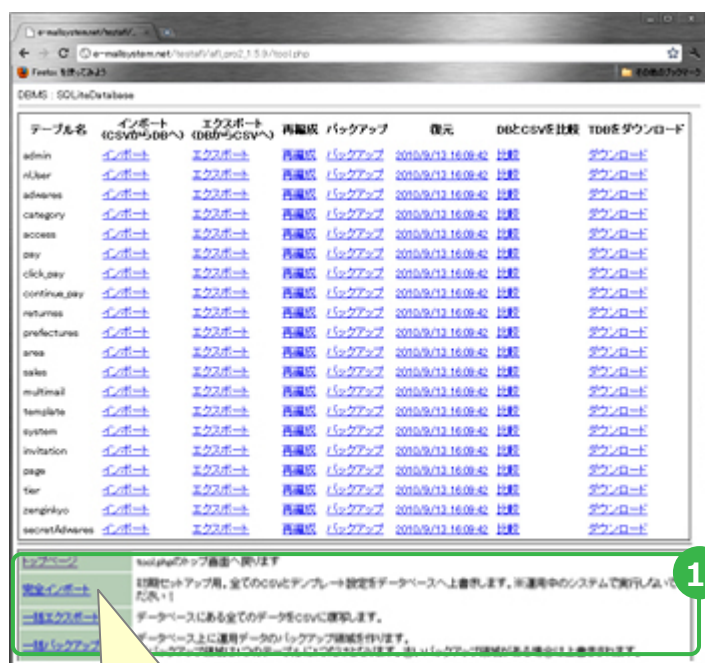 e-mailsystem.net/testafl/
e-mailsystem.net/testafl/afl_pro2_1.5.9/tool.php
Firefox を使ってみよう その他のブックマーク
DBMS : SQLiteDatabase
テーブル名 インポート(CSVからDBへ) エクスポート(DBからCSVへ) 再編成 バックアップ 復元 DBとCSVを比較 TDBをダウンロード
admin インポート エクスポート 再編成 バックアップ 2010/9/13 16:09:42 比較 ダウンロード
nUser インポート エクスポート 再編成 バックアップ 2010/9/13 16:09:42 比較 ダウンロード
adwares インポート エクスポート 再編成 バックアップ 2010/9/13 16:09:42 比較 ダウンロード
category インポート エクスポート 再編成 バックアップ 2010/9/13 16:09:42 比較 ダウンロード
access インポート エクスポート 再編成 バックアップ 2010/9/13 16:09:42 比較 ダウンロード
pay インポート エクスポート 再編成 バックアップ 2010/9/13 16:09:42 比較 ダウンロード
click_pay インポート エクスポート 再編成 バックアップ 2010/9/13 16:09:42 比較 ダウンロード
continue_pay インポート エクスポート 再編成 バックアップ 2010/9/13 16:09:42 比較 ダウンロード
returnss インポート エクスポート 再編成 バックアップ 2010/9/13 16:09:42 比較 ダウンロード
prefectures インポート エクスポート 再編成 バックアップ 2010/9/13 16:09:42 比較 ダウンロード
area インポート エクスポート 再編成 バックアップ 2010/9/13 16:09:42 比較 ダウンロード
sales インポート エクスポート 再編成 バックアップ 2010/9/13 16:09:42 比較 ダウンロード
multimail インポート エクスポート 再編成 バックアップ 2010/9/13 16:09:42 比較 ダウンロード
template インポート エクスポート 再編成 バックアップ 2010/9/13 16:09:42 比較 ダウンロード
system インポート エクスポート 再編成 バックアップ 2010/9/13 16:09:42 比較 ダウンロード
invitation インポート エクスポート 再編成 バックアップ 2010/9/13 16:09:42 比較 ダウンロード
page インポート エクスポート 再編成 バックアップ 2010/9/13 16:09:42 比較 ダウンロード
tier インポート エクスポート 再編成 バックアップ 2010/9/13 16:09:42 比較 ダウンロード
zenginkyo インポート エクスポート 再編成 バックアップ 2010/9/13 16:09:42 比較 ダウンロード
secretAdwares インポート エクスポート 再編成 バックアップ 2010/9/13 16:09:42 比較 ダウンロード
トップページ tool.phpのトップ画面へ戻ります
1
完全インポート 初期セットアップ用。全てのCSVとテンプレート設定をデータベースへ上書きします。※運用中のシステムで実行しないでください！
一括エクスポート データベースにある全てのデータをCSVに複写します。
一括バックアップ データベース上に運用データのバックアップ領域を作ります。